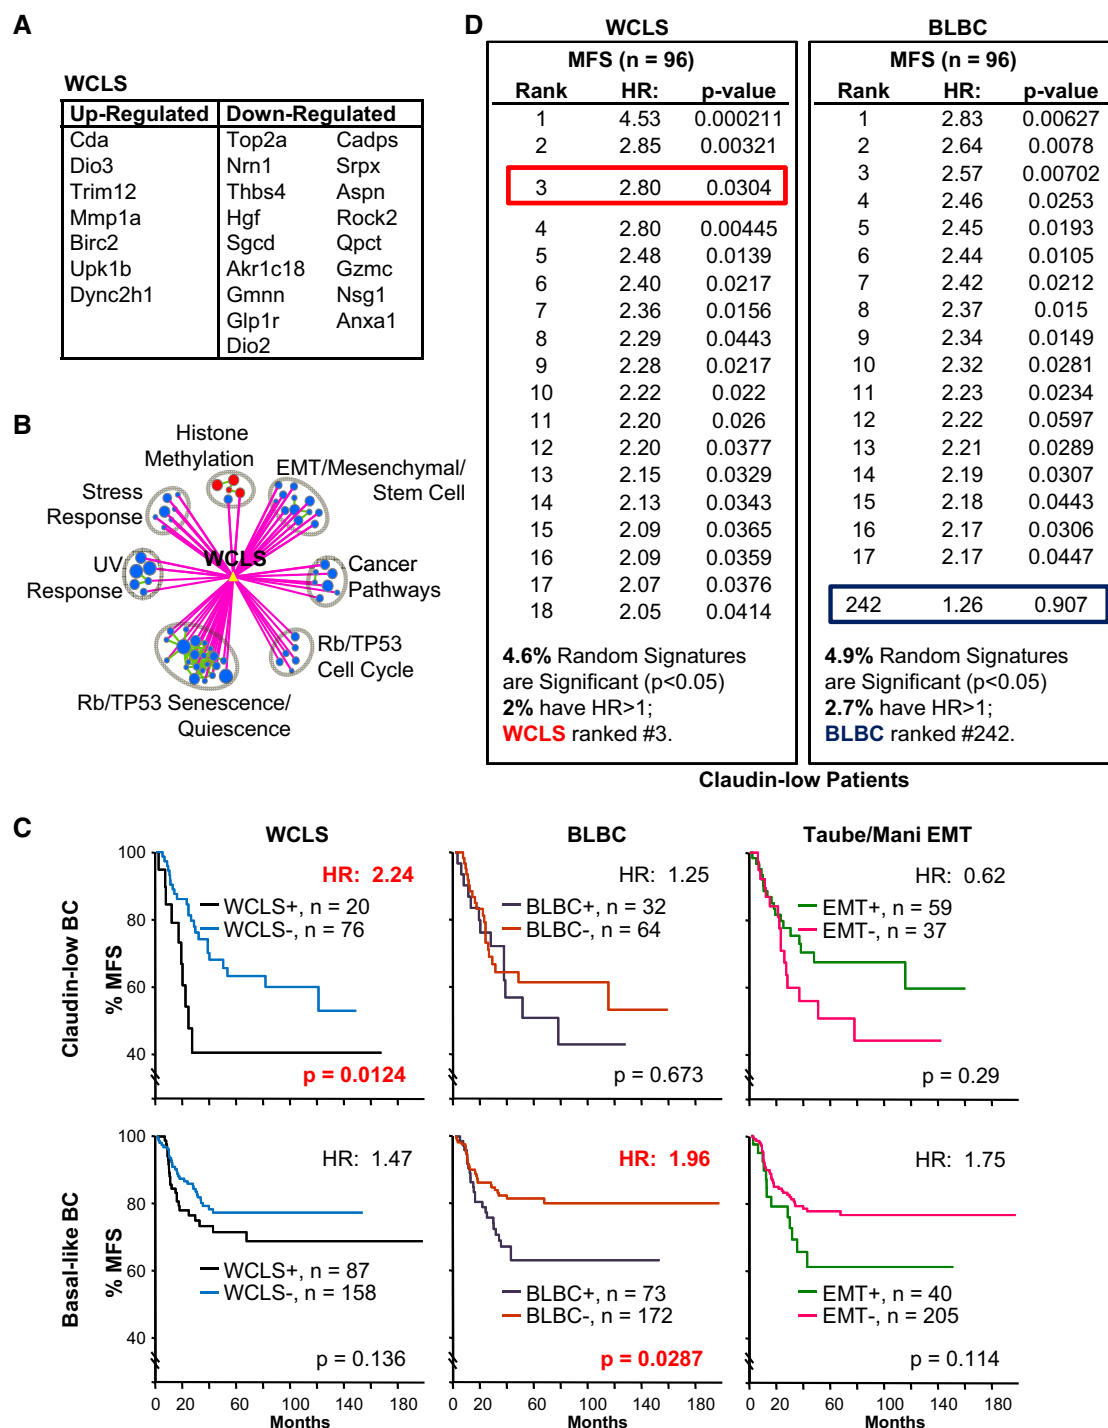 A
WCLS
Up-Regulated Down-Regulated
Cda Top2a Cadps
Dio3 Nrn1 Srpx
Trim12 Thbs4 Aspn
Mmp1a Hgf Rock2
Birc2 Sgcd Qpct
Upk1b Akr1c18 Gzmc
Dync2h1 Gmnn Nsg1
Glp1r Anxa1
Dio2
B
Histone
Methylation
EMT/Mesenchymal/
Stem Cell
Stress
Response
WCLS
UV
Response
Cancer
Pathways
Rb/TP53
Cell Cycle
Rb/TP53 Senescence/
Quiescence
D
WCLS
MFS (n = 96)
Rank HR: p-value
1 4.53 0.000211
2 2.85 0.00321
3 2.80 0.0304
4 2.80 0.00445
5 2.48 0.0139
6 2.40 0.0217
7 2.36 0.0156
8 2.29 0.0443
9 2.28 0.0217
10 2.22 0.022
11 2.20 0.026
12 2.20 0.0377
13 2.15 0.0329
14 2.13 0.0343
15 2.09 0.0365
16 2.09 0.0359
17 2.07 0.0376
18 2.05 0.0414
4.6% Random Signatures
are Significant (p<0.05)
2% have HR>1;
WCLS ranked #3.
BLBC
MFS (n = 96)
Rank HR: p-value
1 2.83 0.00627
2 2.64 0.0078
3 2.57 0.00702
4 2.46 0.0253
5 2.45 0.0193
6 2.44 0.0105
7 2.42 0.0212
8 2.37 0.015
9 2.34 0.0149
10 2.32 0.0281
11 2.23 0.0234
12 2.22 0.0597
13 2.21 0.0289
14 2.19 0.0307
15 2.18 0.0443
16 2.17 0.0306
17 2.17 0.0447
242 1.26 0.907
4.9% Random Signatures
are Significant (p<0.05)
2.7% have HR>1;
BLBC ranked #242.
Claudin-low Patients
C
WCLS
BLBC
Taube/Mani EMT
Claudin-low BC
% MFS
100
80
60
40
HR: 2.24
WCLS+, n = 20
WCLS-, n = 76
p = 0.0124
HR: 1.25
BLBC+, n = 32
BLBC-, n = 64
p = 0.673
HR: 0.62
EMT+, n = 59
EMT-, n = 37
p = 0.29
Basal-like BC
% MFS
100
80
60
40
HR: 1.47
WCLS+, n = 87
WCLS-, n = 158
p = 0.136
0 20 60 100 140 180
Months
HR: 1.96
BLBC+, n = 73
BLBC-, n = 172
p = 0.0287
0 20 60 100 140 180
Months
HR: 1.75
EMT+, n = 40
EMT-, n = 205
p = 0.114
0 20 60 100 140 180
Months